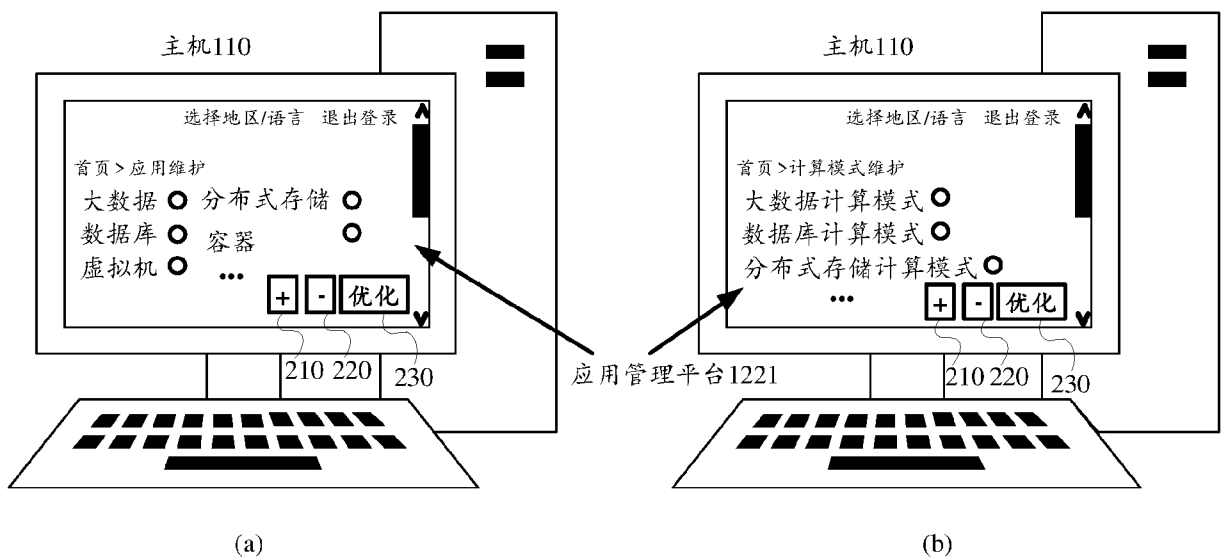 主机110
选择地区/语言 退出登录
首页>应用维护
大数据 分布式存储
数据库 容器
虚拟机 ...
+ - 优化
210 220 230
主机110
选择地区/语言 退出登录
首页>计算模式维护
大数据计算模式
数据库计算模式
分布式存储计算模式
...
+ - 优化
210 220 230
应用管理平台1221
(a)
(b)